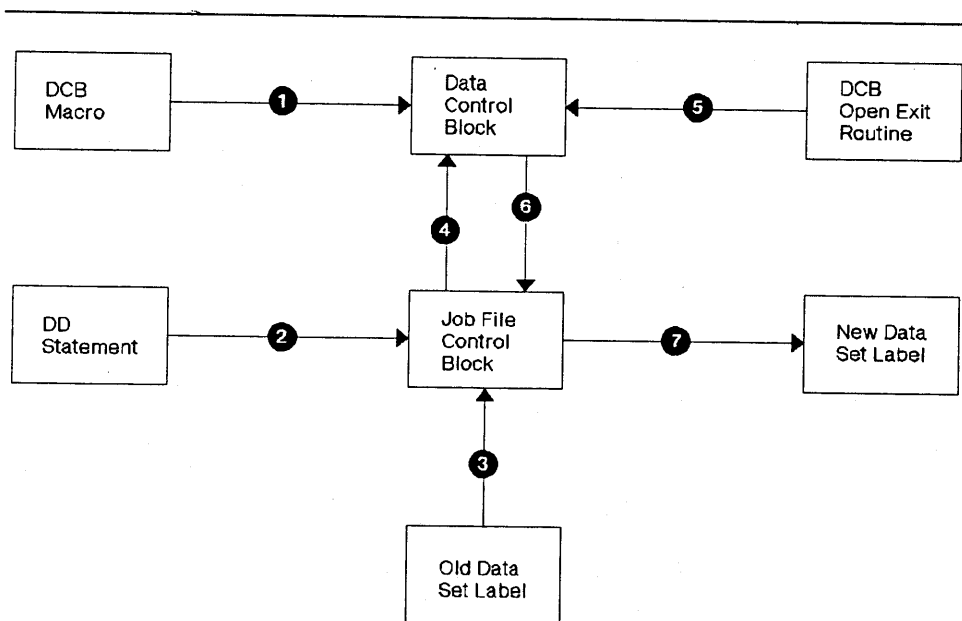 DCB
Macro
1
Data
Control
Block
5
DCB
Open Exit
Routine
4
6
DD
Statement
2
Job File
Control
Block
7
New Data
Set Label
3
Old Data
Set Label